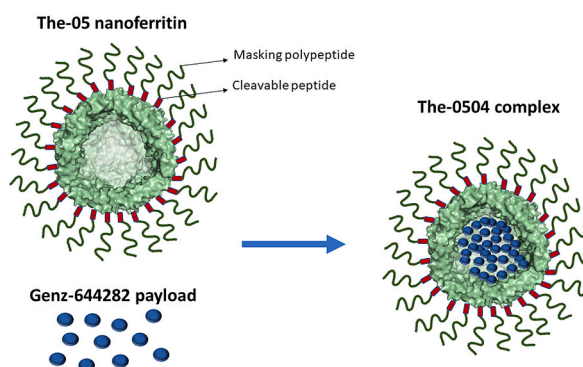 The-05 nanoferritin
Masking polypeptide
Cleavable peptide
The-0504 complex
Genz-644282 payload